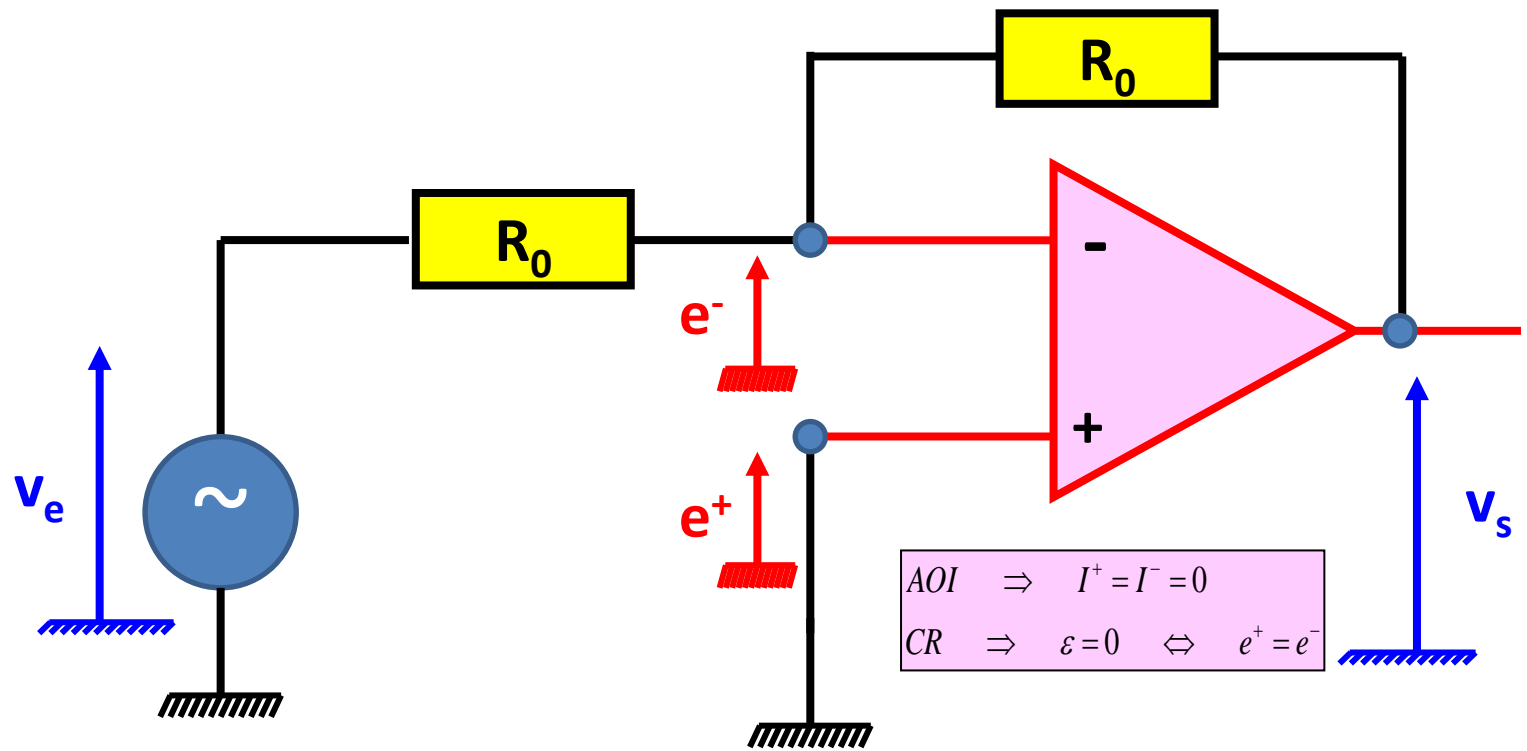 R₀
R₀
-
e⁻
+
vₑ
~
e⁺
vₛ
AOI ⇒ I⁺ = I⁻ = 0
CR ⇒ ε = 0 ⇔ e⁺ = e⁻